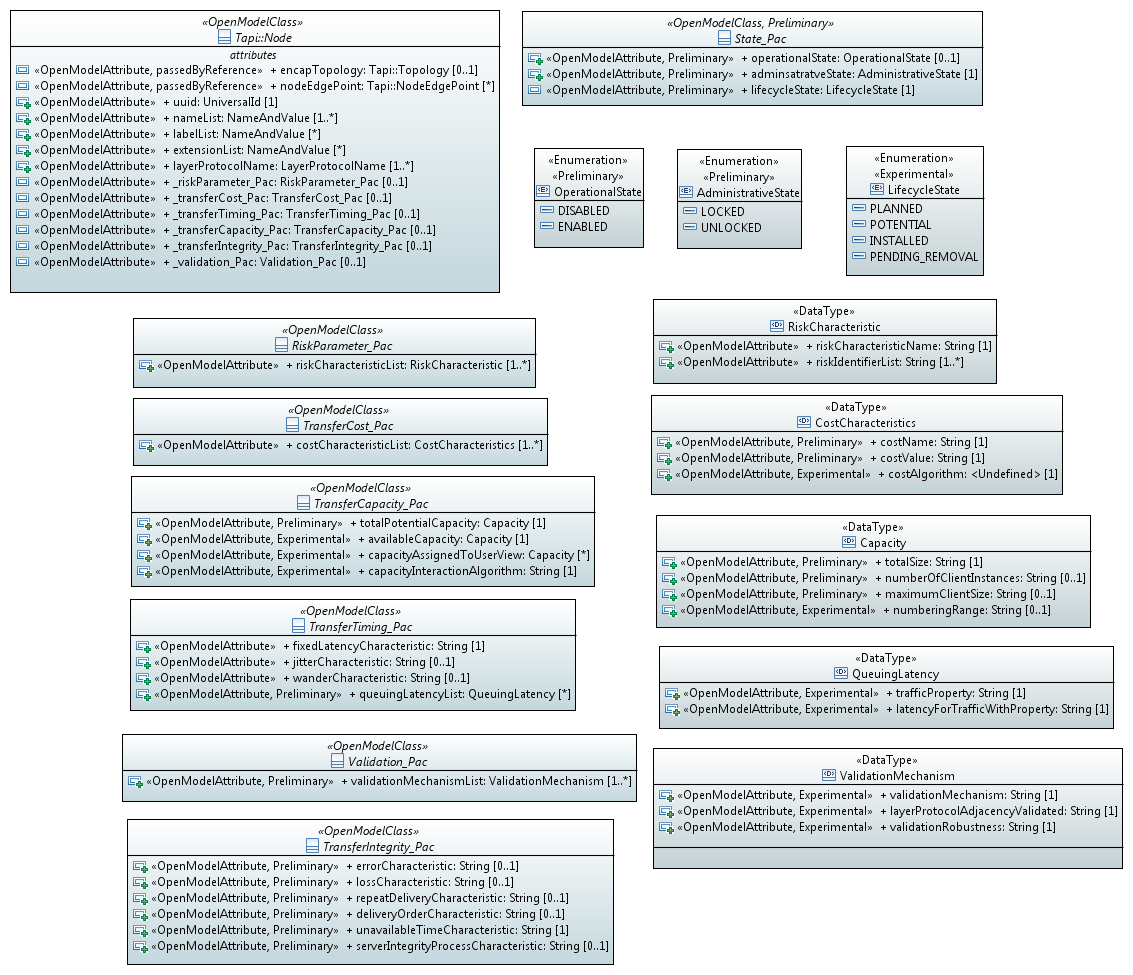 «OpenModelClass»
Tapi::Node
attributes
«OpenModelAttribute, passedByReference» + encapTopology: Tapi::Topology [0..1]
«OpenModelAttribute, passedByReference» + nodeEdgePoint: Tapi::NodeEdgePoint [*]
«OpenModelAttribute» + uuid: UniversalId [1]
«OpenModelAttribute» + nameList: NameAndValue [1..*]
«OpenModelAttribute» + labelList: NameAndValue [*]
«OpenModelAttribute» + extensionList: NameAndValue [*]
«OpenModelAttribute» + layerProtocolName: LayerProtocolName [1..*]
«OpenModelAttribute» + _riskParameter_Pac: RiskParameter_Pac [0..1]
«OpenModelAttribute» + _transferCost_Pac: TransferCost_Pac [0..1]
«OpenModelAttribute» + _transferTiming_Pac: TransferTiming_Pac [0..1]
«OpenModelAttribute» + _transferCapacity_Pac: TransferCapacity_Pac [0..1]
«OpenModelAttribute» + _transferIntegrity_Pac: TransferIntegrity_Pac [0..1]
«OpenModelAttribute» + _validation_Pac: Validation_Pac [0..1]
«OpenModelClass, Preliminary»
State_Pac
«OpenModelAttribute, Preliminary» + operationalState: OperationalState [0..1]
«OpenModelAttribute, Preliminary» + adminsatratveState: AdministrativeState [1]
«OpenModelAttribute, Preliminary» + lifecycleState: LifecycleState [1]
«Enumeration»
«Preliminary»
OperationalState
DISABLED
ENABLED
«Enumeration»
«Preliminary»
AdministrativeState
LOCKED
UNLOCKED
«Enumeration»
«Experimental»
LifecycleState
PLANNED
POTENTIAL
INSTALLED
PENDING_REMOVAL
«OpenModelClass»
RiskParameter_Pac
«OpenModelAttribute» + riskCharacteristicList: RiskCharacteristic [1..*]
«DataType»
RiskCharacteristic
«OpenModelAttribute» + riskCharacteristicName: String [1]
«OpenModelAttribute» + riskIdentifierList: String [1..*]
«OpenModelClass»
TransferCost_Pac
«OpenModelAttribute» + costCharacteristicList: CostCharacteristics [1..*]
«DataType»
CostCharacteristics
«OpenModelAttribute, Preliminary» + costName: String [1]
«OpenModelAttribute, Preliminary» + costValue: String [1]
«OpenModelAttribute, Experimental» + costAlgorithm: <Undefined> [1]
«OpenModelClass»
TransferCapacity_Pac
«OpenModelAttribute, Preliminary» + totalPotentialCapacity: Capacity [1]
«OpenModelAttribute, Experimental» + availableCapacity: Capacity [1]
«OpenModelAttribute, Experimental» + capacityAssignedToUserView: Capacity [*]
«OpenModelAttribute, Experimental» + capacityInteractionAlgorithm: String [1]
«DataType»
Capacity
«OpenModelAttribute, Preliminary» + totalSize: String [1]
«OpenModelAttribute, Preliminary» + numberOfClientInstances: String [0..1]
«OpenModelAttribute, Preliminary» + maximumClientSize: String [0..1]
«OpenModelAttribute, Experimental» + numberingRange: String [0..1]
«OpenModelClass»
TransferTiming_Pac
«OpenModelAttribute» + fixedLatencyCharacteristic: String [1]
«OpenModelAttribute» + jitterCharacteristic: String [0..1]
«OpenModelAttribute» + wanderCharacteristic: String [0..1]
«OpenModelAttribute, Preliminary» + queuingLatencyList: QueuingLatency [*]
«DataType»
QueuingLatency
«OpenModelAttribute, Experimental» + trafficProperty: String [1]
«OpenModelAttribute, Experimental» + latencyForTrafficWithProperty: String [1]
«OpenModelClass»
Validation_Pac
«OpenModelAttribute, Preliminary» + validationMechanismList: ValidationMechanism [1..*]
«DataType»
ValidationMechanism
«OpenModelAttribute, Experimental» + validationMechanism: String [1]
«OpenModelAttribute, Experimental» + layerProtocolAdjacencyValidated: String [1]
«OpenModelAttribute, Experimental» + validationRobustness: String [1]
«OpenModelClass»
TransferIntegrity_Pac
«OpenModelAttribute, Preliminary» + errorCharacteristic: String [0..1]
«OpenModelAttribute, Preliminary» + lossCharacteristic: String [0..1]
«OpenModelAttribute, Preliminary» + repeatDeliveryCharacteristic: String [0..1]
«OpenModelAttribute, Preliminary» + deliveryOrderCharacteristic: String [0..1]
«OpenModelAttribute, Preliminary» + unavailableTimeCharacteristic: String [1]
«OpenModelAttribute, Preliminary» + serverIntegrityProcessCharacteristic: String [0..1]